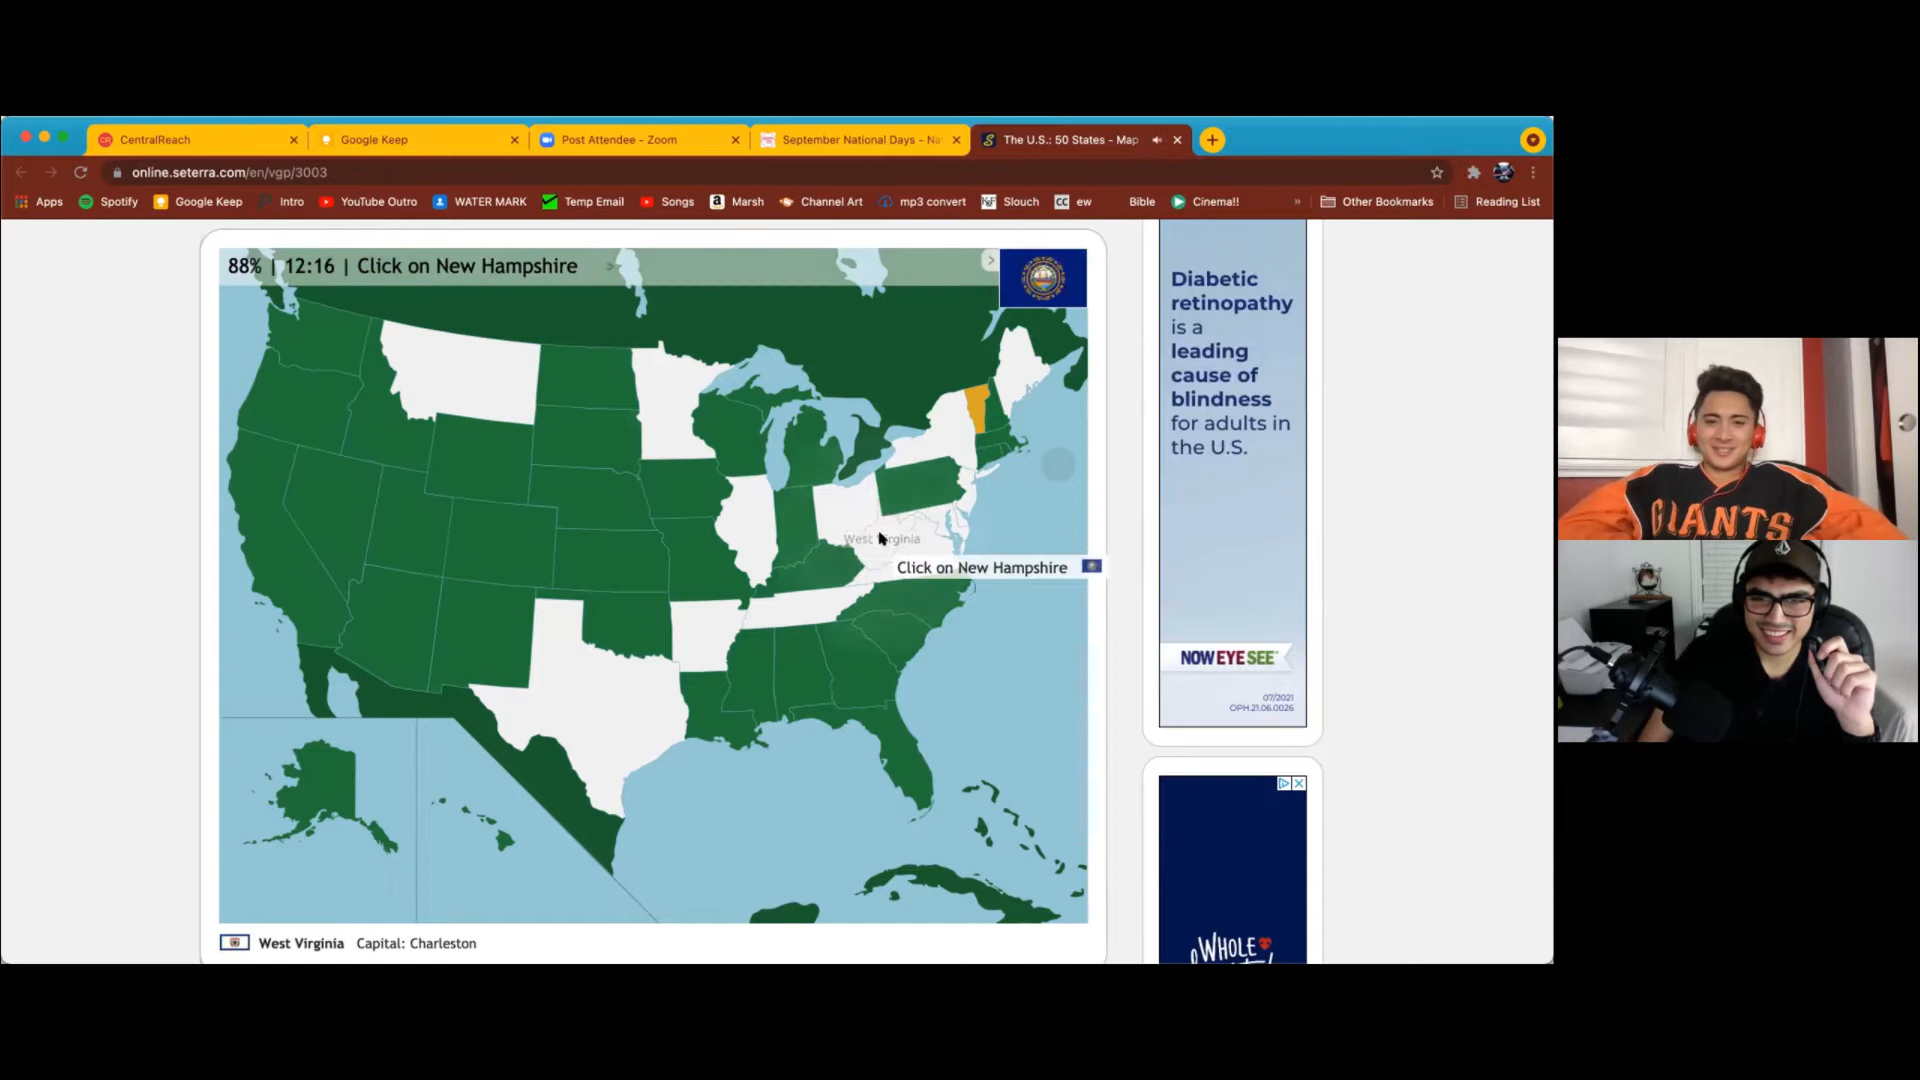 CentralReach
Google Keep
Post Attendee - Zoom
September National Days - Na
The U.S.: 50 States - Map
online.seterra.com/en/vgp/3003
Apps
Spotify
Google Keep
Intro
YouTube Outro
WATER MARK
Temp Email
Songs
Marsh
Channel Art
mp3 convert
Slouch
ew
Bible
Cinema!!
Other Bookmarks
Reading List
88% | 12:16 | Click on New Hampshire
West Virginia
Click on New Hampshire
West Virginia Capital: Charleston
Diabetic
retinopathy
is a
leading
cause of
blindness
for adults in
the U.S.
NOW EYE SEE
07/2021
OPH.21.06.0026
WHOLE
GIANTS